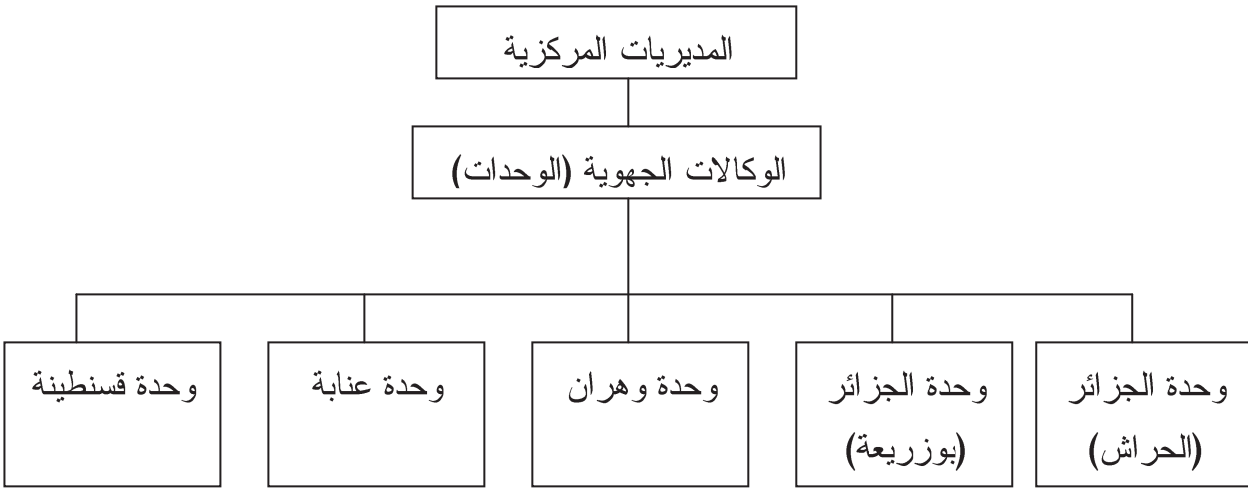 المديريات المركزية
الوكالات الجهوية (الوحدات)
وحدة الجزائر
(الحراش)
وحدة الجزائر
(بوزريعة)
وحدة وهران
وحدة عنابة
وحدة قسنطينة